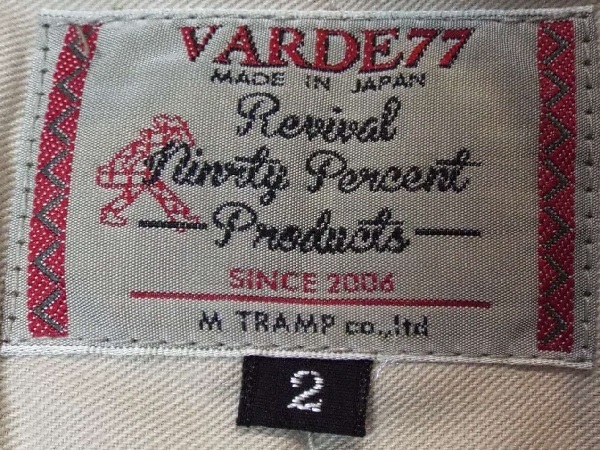 VARDE77
MADE IN JAPAN
Revival
Ninety Percent
Products
SINCE 2006
M TRAMP co.,ltd
2